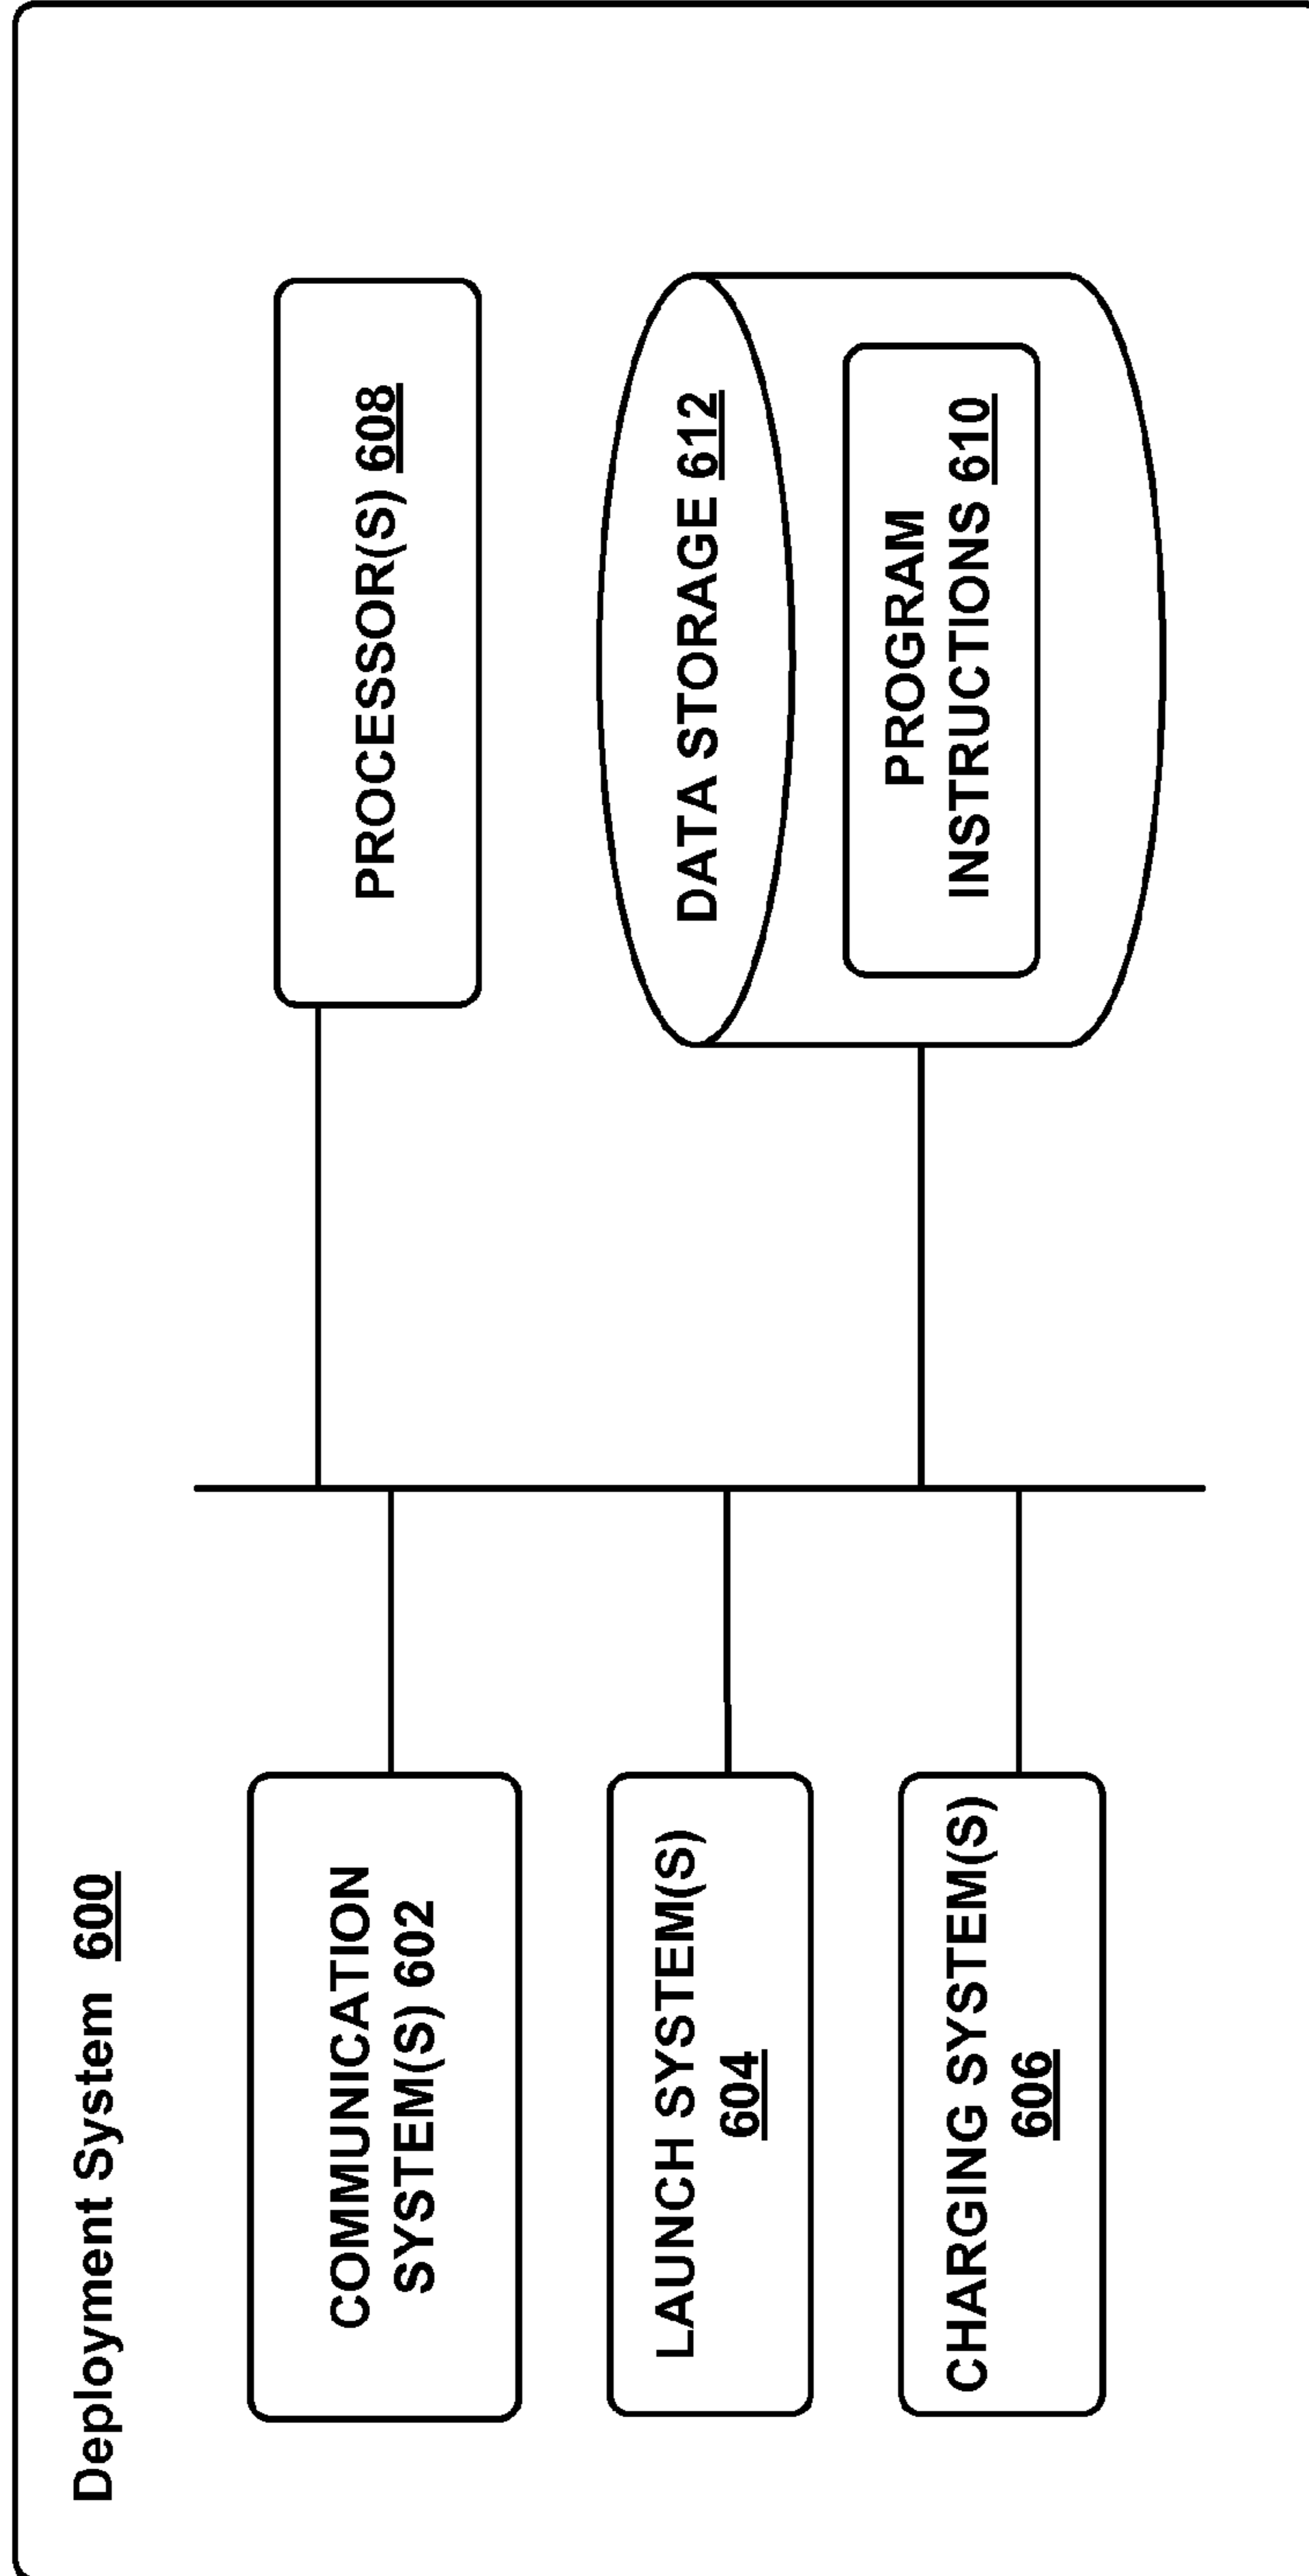 Deployment System 600
COMMUNICATION
SYSTEM(S) 602
LAUNCH SYSTEM(S)
604
CHARGING SYSTEM(S)
606
PROCESSOR(S) 608
DATA STORAGE 612
PROGRAM
INSTRUCTIONS 610